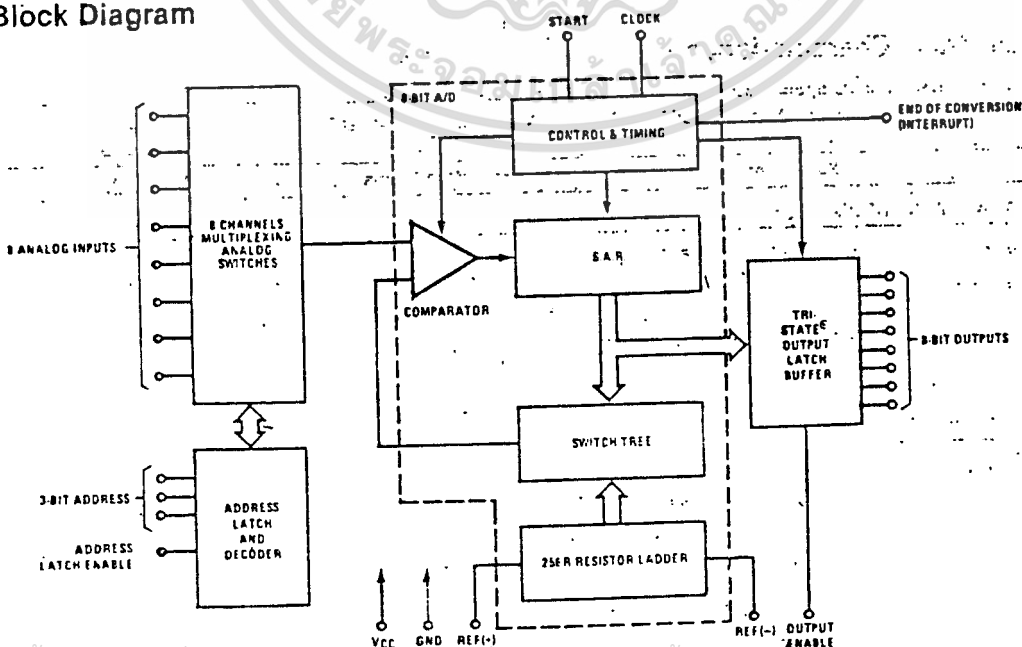 Block Diagram
START
CLOCK
8-BIT A/D
END OF CONVERSION
(INTERRUPT)
CONTROL & TIMING
8 ANALOG INPUTS
8 CHANNELS
MULTIPLEXING
ANALOG
SWITCHES
S.A.R.
COMPARATOR
TRI-
STATE®
OUTPUT
LATCH
BUFFER
8-BIT OUTPUTS
SWITCH TREE
3-BIT ADDRESS
ADDRESS
LATCH ENABLE
ADDRESS
LATCH
AND
DECODER
256R RESISTOR LADDER
VCC
GND
REF(+)
REF(−)
OUTPUT
ENABLE